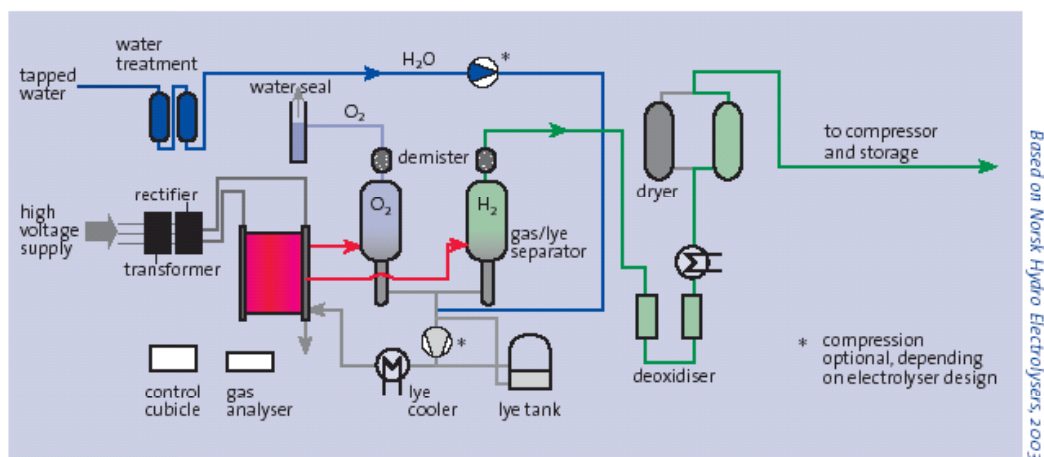 water
treatment
tapped
water
H₂O
*
water seal
O₂
demister
to compressor
and storage
dryer
rectifier
high
voltage
supply
transformer
O₂
H₂
gas/lye
separator
*
control
cubicle
gas
analyser
lye
cooler
lye tank
deoxidiser
* compression
optional, depending
on electrolyser design
Based on Norsk Hydro Electrolysers, 2003